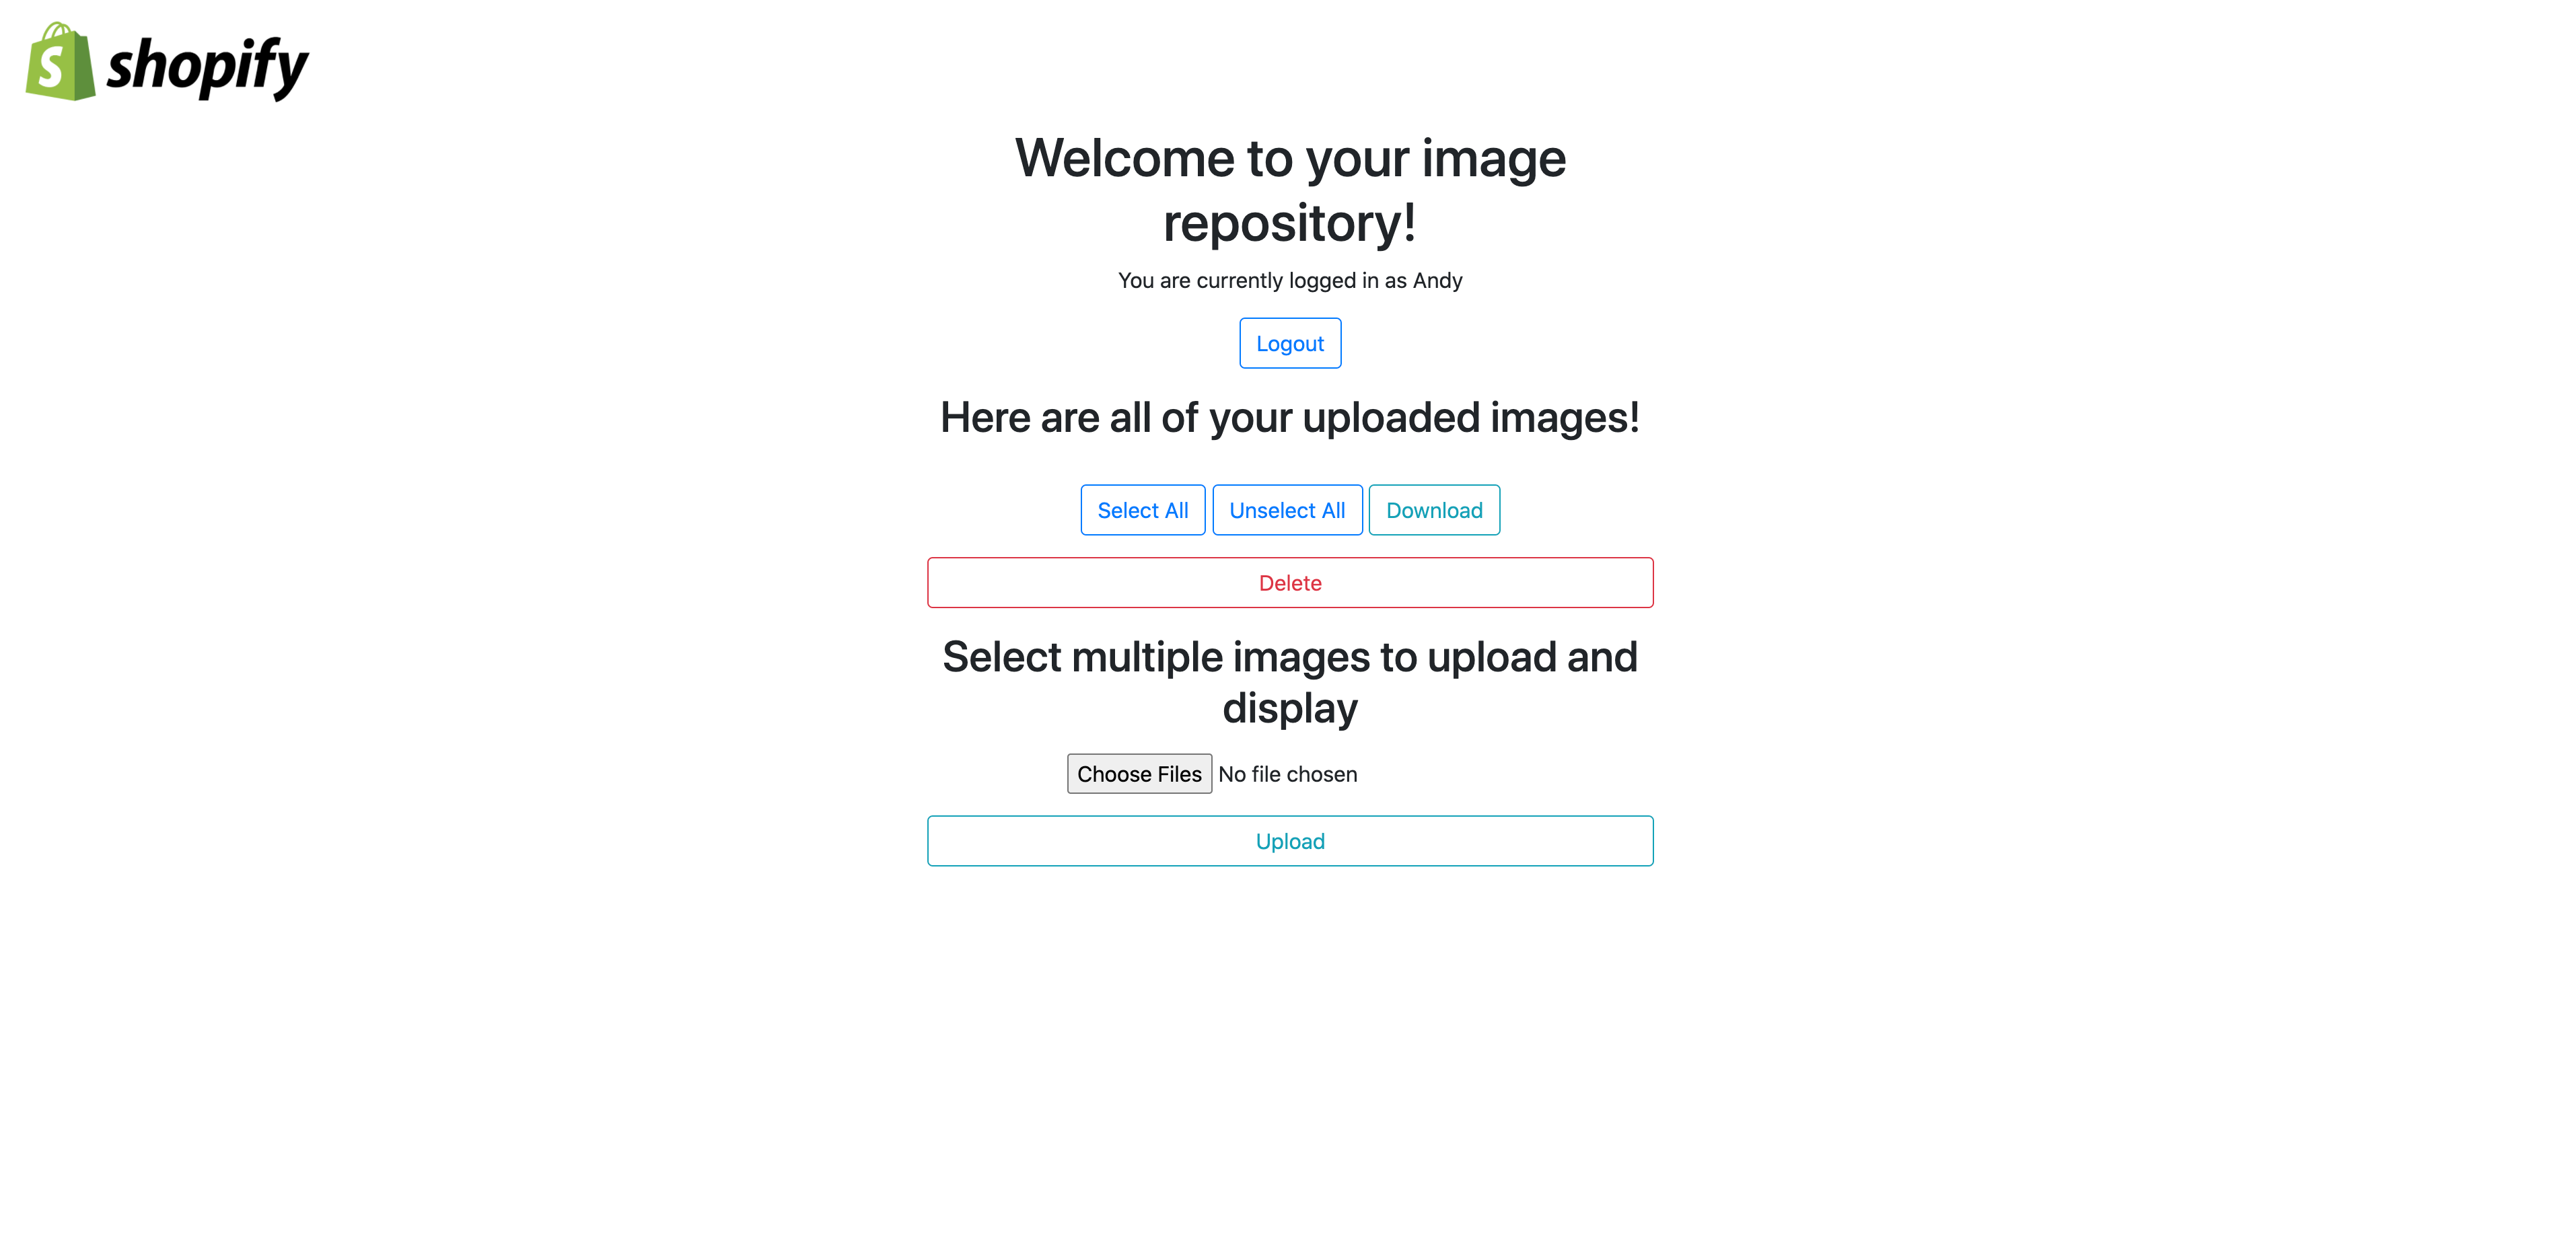 shopify
Welcome to your image
repository!
You are currently logged in as Andy
Logout
Here are all of your uploaded images!
Select All Unselect All Download
Delete
Select multiple images to upload and
display
Choose Files No file chosen
Upload